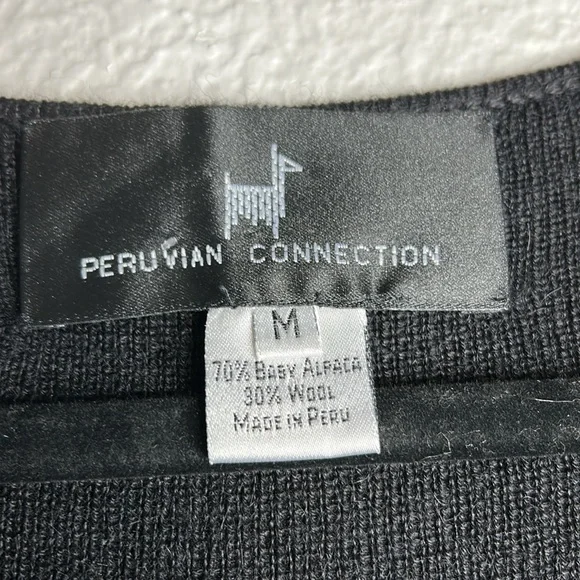 PERUVIAN CONNECTION
M
70% BABY ALPACA
30% WOOL
MADE IN PERU